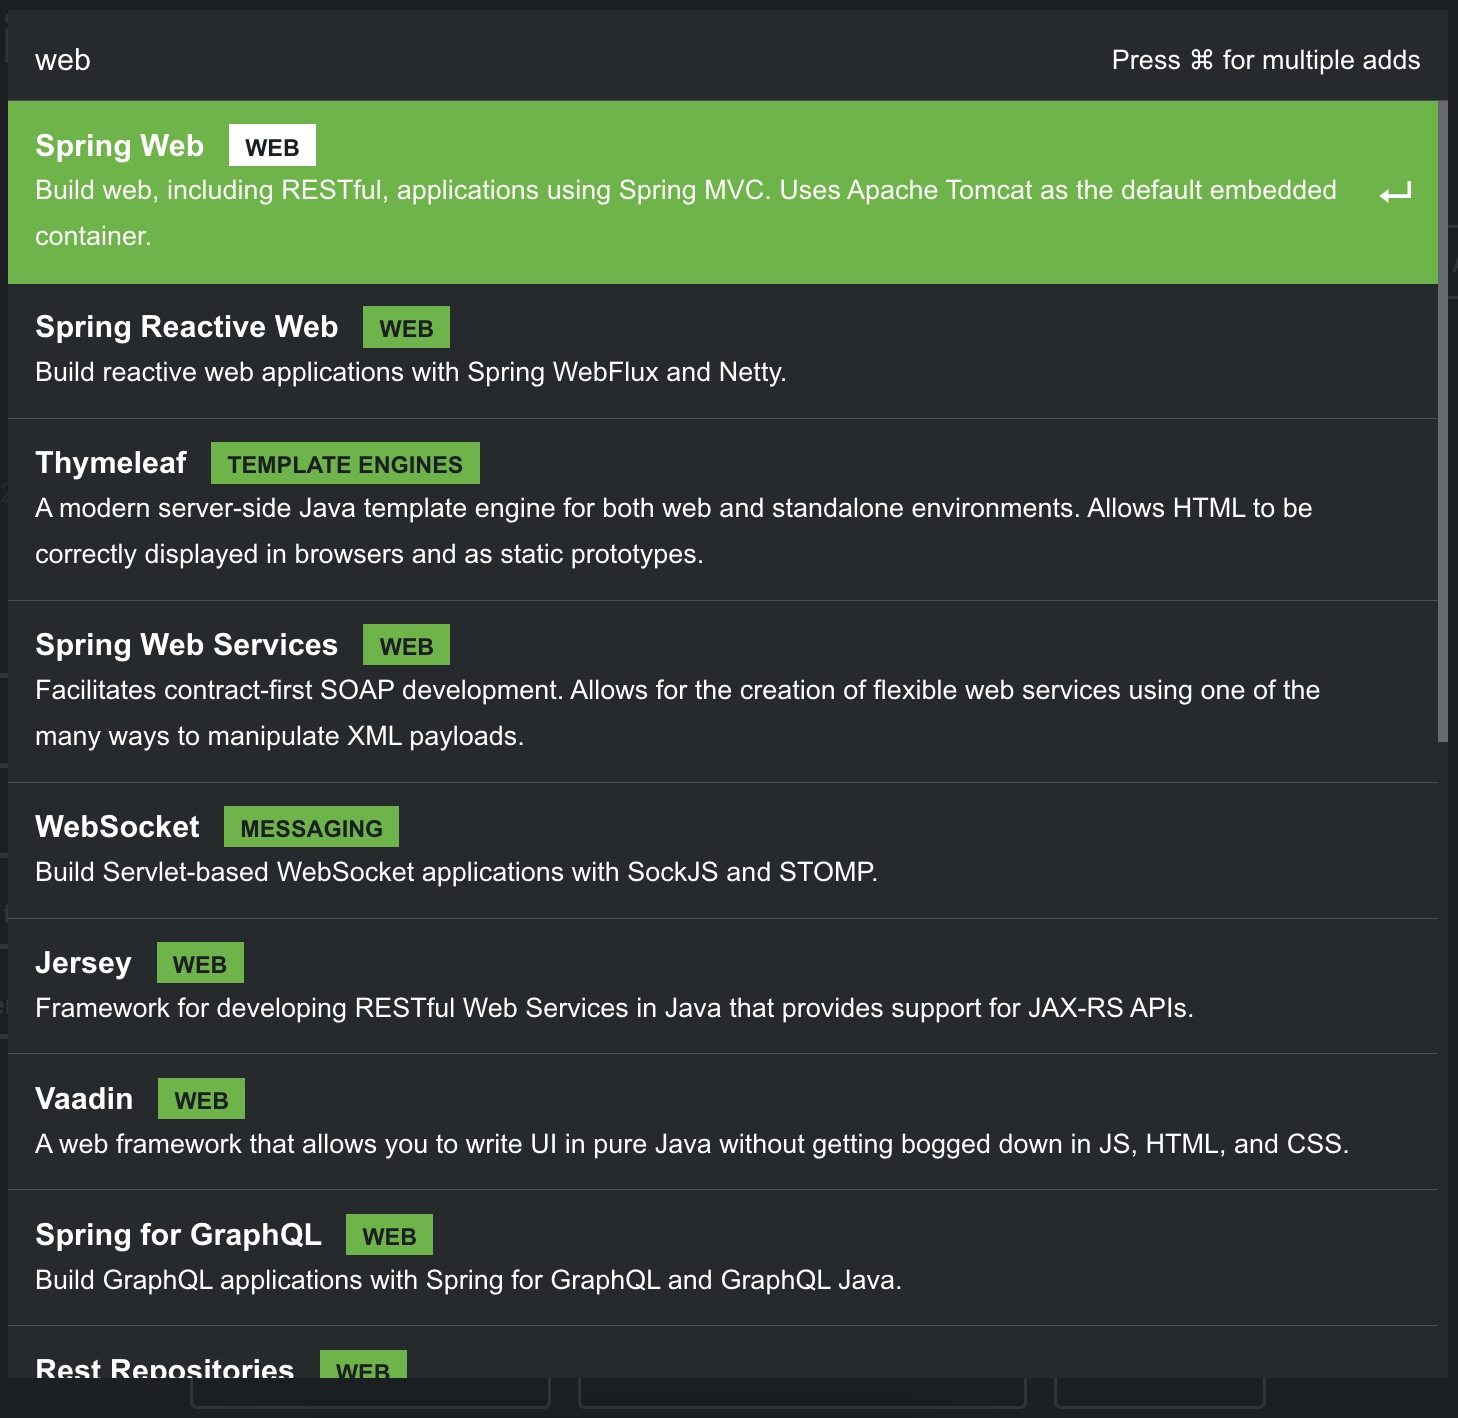 web
Press ⌘ for multiple adds
Spring Web WEB
Build web, including RESTful, applications using Spring MVC. Uses Apache Tomcat as the default embedded
container.
Spring Reactive Web WEB
Build reactive web applications with Spring WebFlux and Netty.
Thymeleaf TEMPLATE ENGINES
A modern server-side Java template engine for both web and standalone environments. Allows HTML to be
correctly displayed in browsers and as static prototypes.
Spring Web Services WEB
Facilitates contract-first SOAP development. Allows for the creation of flexible web services using one of the
many ways to manipulate XML payloads.
WebSocket MESSAGING
Build Servlet-based WebSocket applications with SockJS and STOMP.
Jersey WEB
Framework for developing RESTful Web Services in Java that provides support for JAX-RS APIs.
Vaadin WEB
A web framework that allows you to write UI in pure Java without getting bogged down in JS, HTML, and CSS.
Spring for GraphQL WEB
Build GraphQL applications with Spring for GraphQL and GraphQL Java.
Rest Repositories WEB